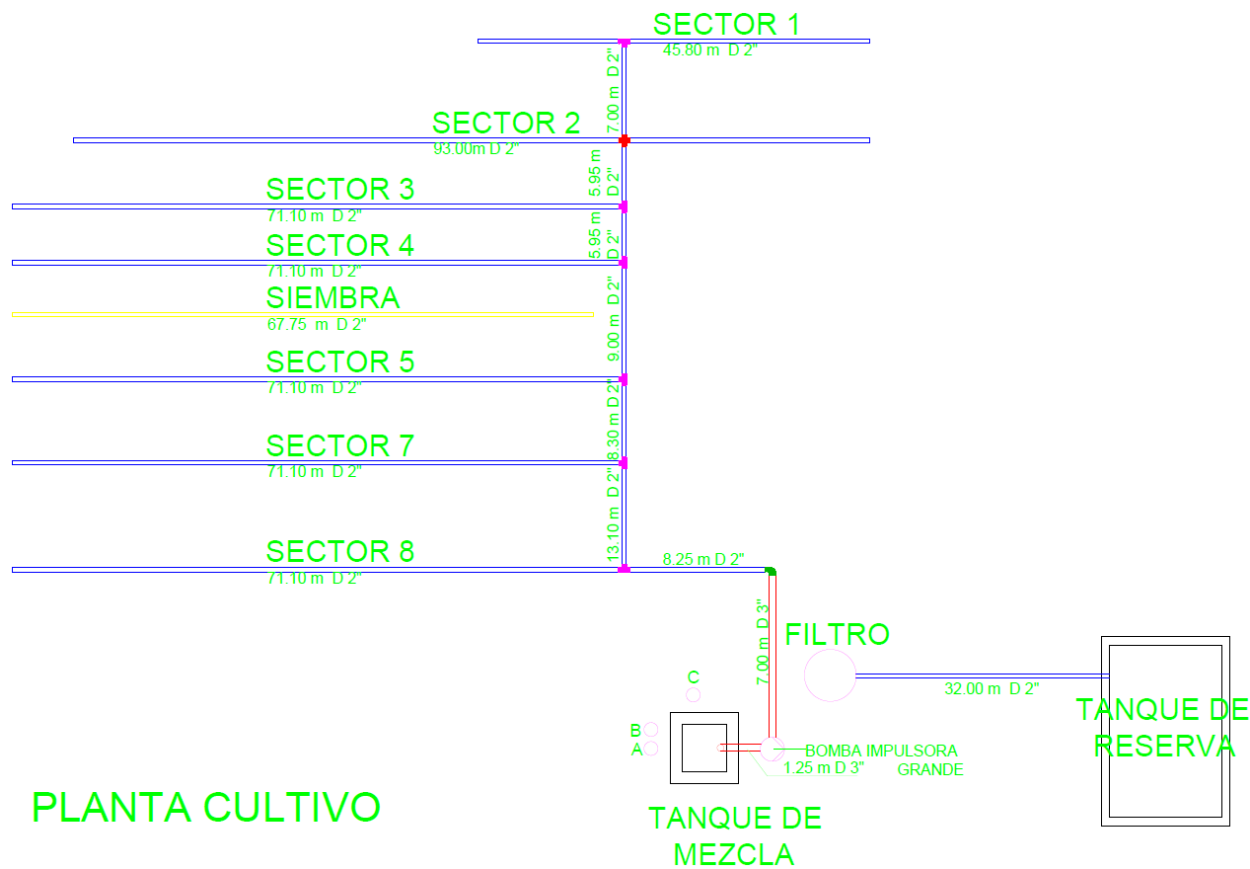 SECTOR 1
45.80 m D 2"
7.00 m D 2"
SECTOR 2
93.00m D 2"
5.95 m
D 2"
SECTOR 3
71.10 m D 2"
5.95 m
D 2"
SECTOR 4
71.10 m D 2"
SIEMBRA
67.75 m D 2"
9.00 m D 2"
SECTOR 5
71.10 m D 2"
8.30 m D 2"
SECTOR 7
71.10 m D 2"
13.10 m D 2"
SECTOR 8
71.10 m D 2"
8.25 m D 2"
7.00 m D 3"
FILTRO
32.00 m D 2"
TANQUE DE
RESERVA
C
B
A
BOMBA IMPULSORA
GRANDE
1.25 m D 3"
TANQUE DE
MEZCLA
PLANTA CULTIVO